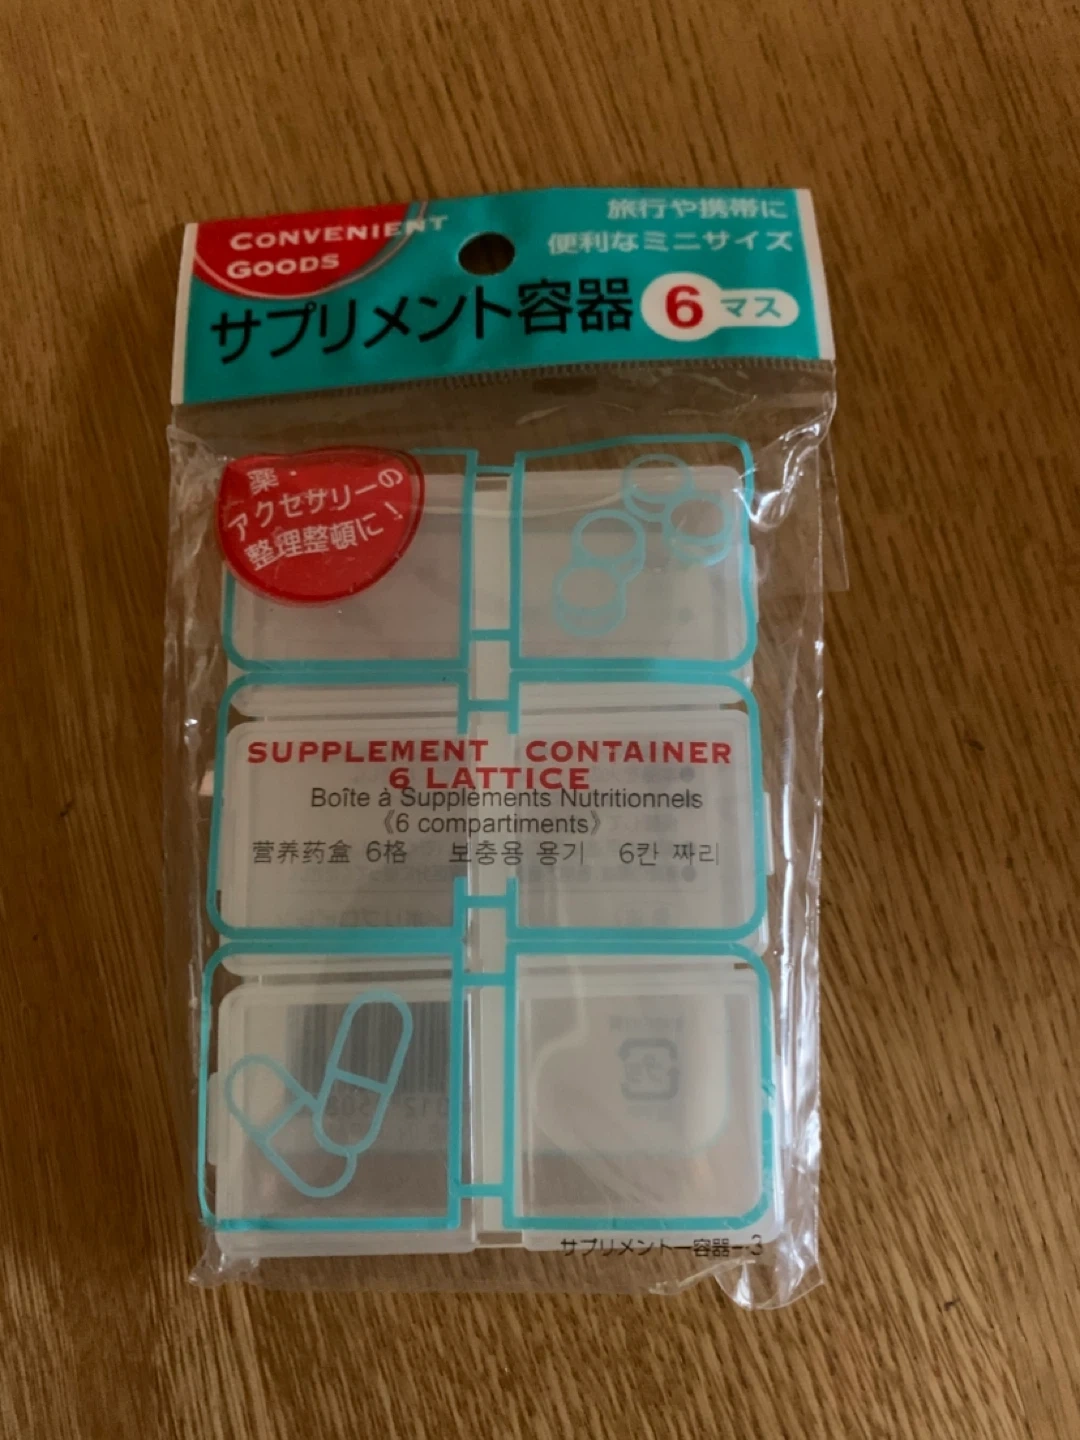 CONVENIENT
GOODS
旅行や携帯に
便利なミニサイズ
サプリメント容器 6マス
薬・
アクセサリーの
整理整頓に!
SUPPLEMENT CONTAINER
6 LATTICE
Boîte à Suppléments Nutritionnels
《6 compartiments》
营养药盒 6格 보충용 용기 6칸 짜리
サプリメント―容器-3